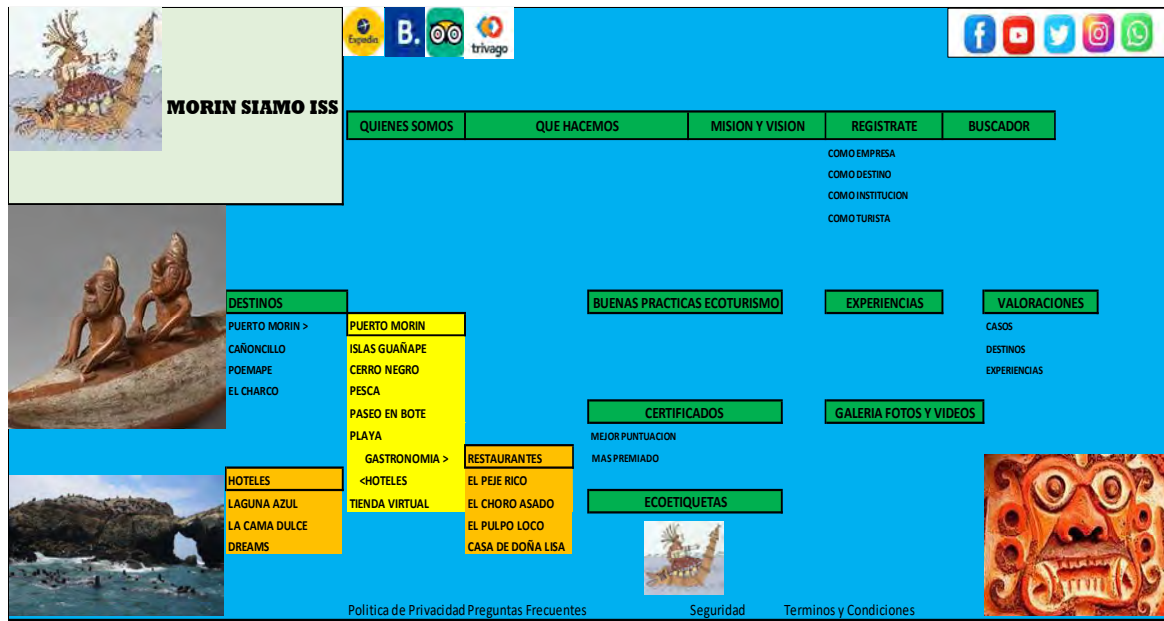 Expedia
B.
trivago
MORIN SIAMO ISS
QUIENES SOMOS
QUE HACEMOS
MISION Y VISION
REGISTRATE
BUSCADOR
COMO EMPRESA
COMO DESTINO
COMO INSTITUCION
COMO TURISTA
DESTINOS
PUERTO MORIN >
CAÑONCILLO
POEMAPE
EL CHARCO
PUERTO MORIN
ISLAS GUAÑAPE
CERRO NEGRO
PESCA
PASEO EN BOTE
PLAYA
GASTRONOMIA >
<HOTELES
TIENDA VIRTUAL
HOTELES
LAGUNA AZUL
LA CAMA DULCE
DREAMS
RESTAURANTES
EL PEJE RICO
EL CHORO ASADO
EL PULPO LOCO
CASA DE DOÑA LISA
BUENAS PRACTICAS ECOTURISMO
EXPERIENCIAS
VALORACIONES
CASOS
DESTINOS
EXPERIENCIAS
CERTIFICADOS
MEJOR PUNTUACION
MAS PREMIADO
GALERIA FOTOS Y VIDEOS
ECOETIQUETAS
Politica de Privacidad
Preguntas Frecuentes
Seguridad
Terminos y Condiciones